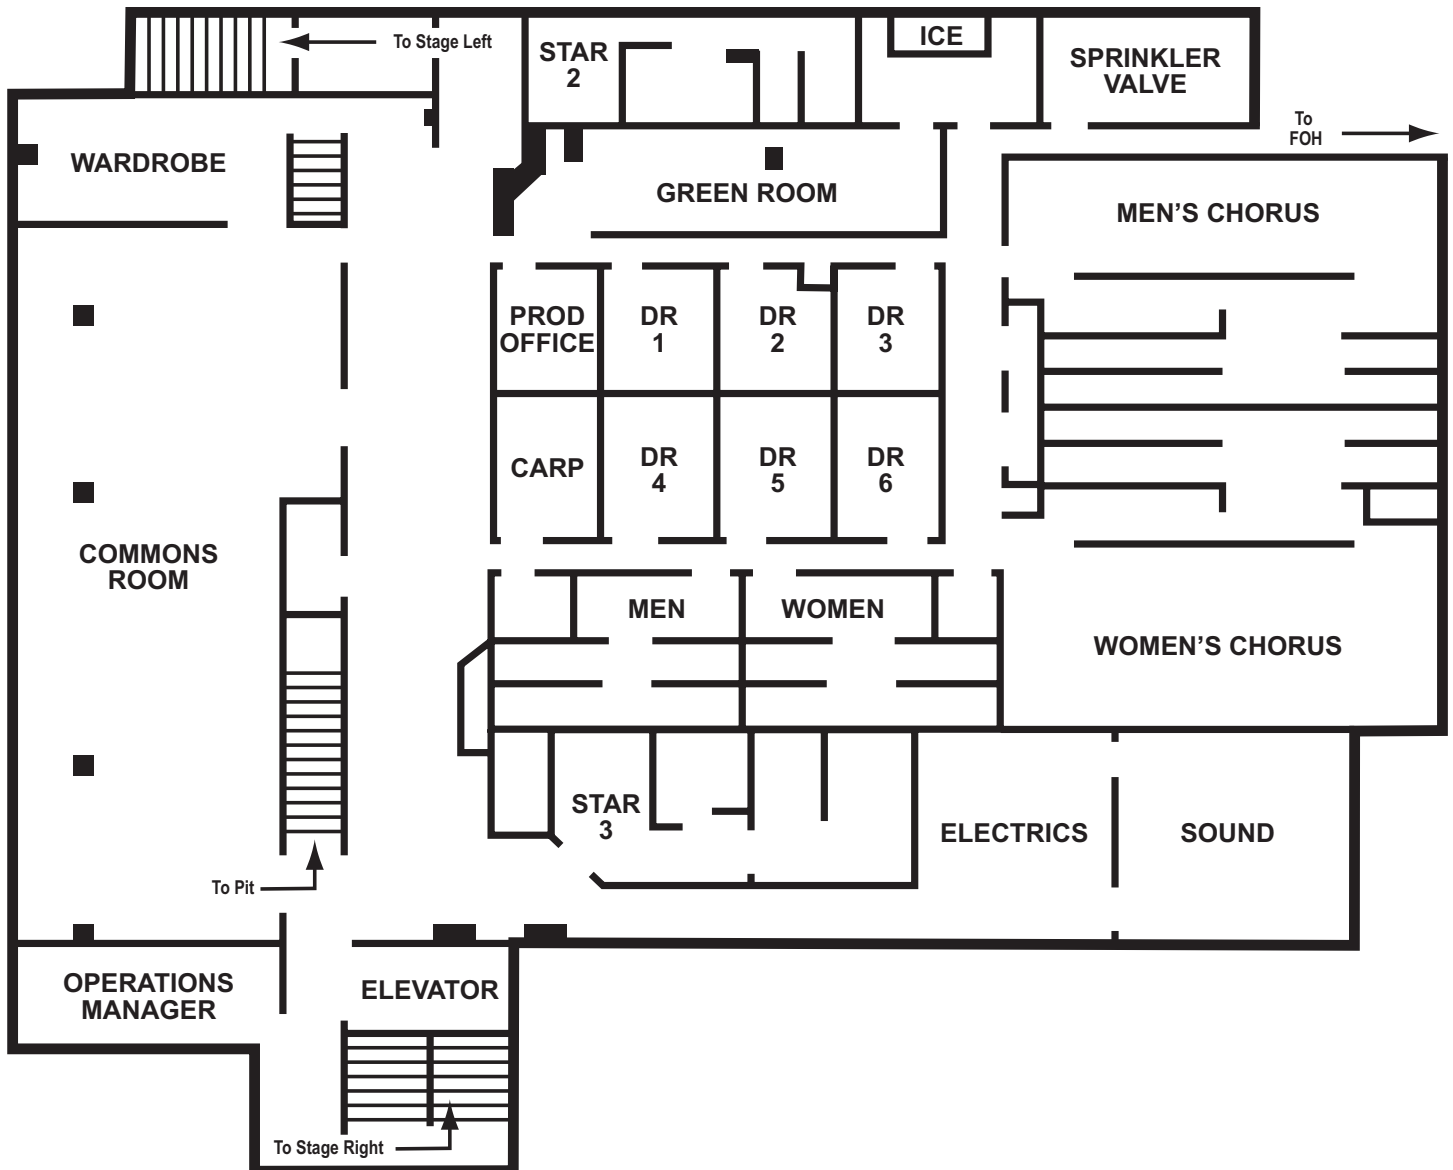 To Stage Left
STAR
2
ICE
SPRINKLER
VALVE
To
FOH
WARDROBE
GREEN ROOM
MEN'S CHORUS
PROD
OFFICE
DR
1
DR
2
DR
3
CARP
DR
4
DR
5
DR
6
COMMONS
ROOM
MEN
WOMEN
WOMEN'S CHORUS
STAR
3
ELECTRICS
SOUND
To Pit
OPERATIONS
MANAGER
ELEVATOR
To Stage Right